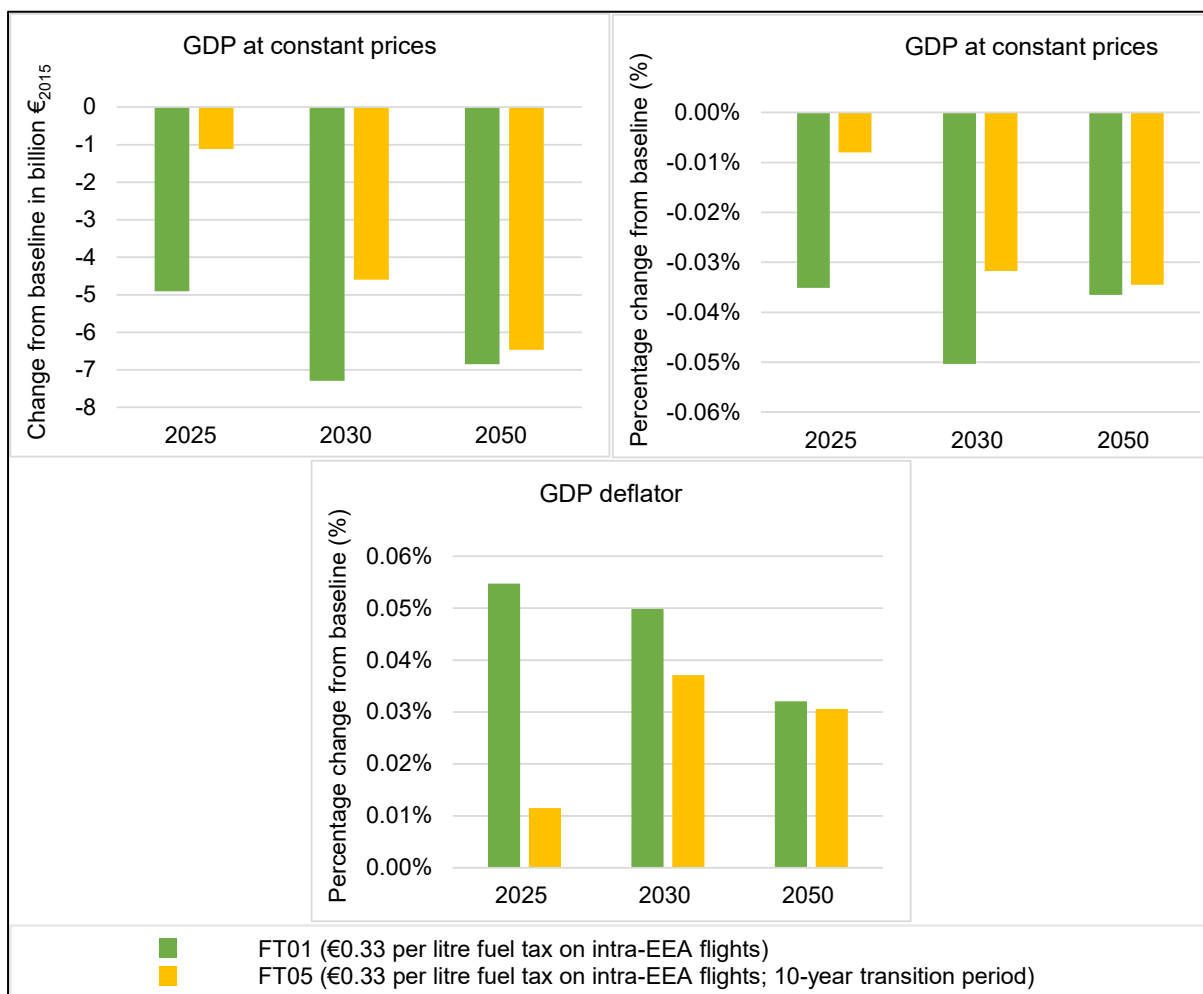 GDP at constant prices
Change from baseline in billion €2015
0
-1
-2
-3
-4
-5
-6
-7
-8
2025 2030 2050
GDP at constant prices
Percentage change from baseline (%)
0.00%
-0.01%
-0.02%
-0.03%
-0.04%
-0.05%
-0.06%
2025 2030 2050
GDP deflator
Percentage change from baseline (%)
0.06%
0.05%
0.04%
0.03%
0.02%
0.01%
0.00%
2025 2030 2050
FT01 (€0.33 per litre fuel tax on intra-EEA flights)
FT05 (€0.33 per litre fuel tax on intra-EEA flights; 10-year transition period)